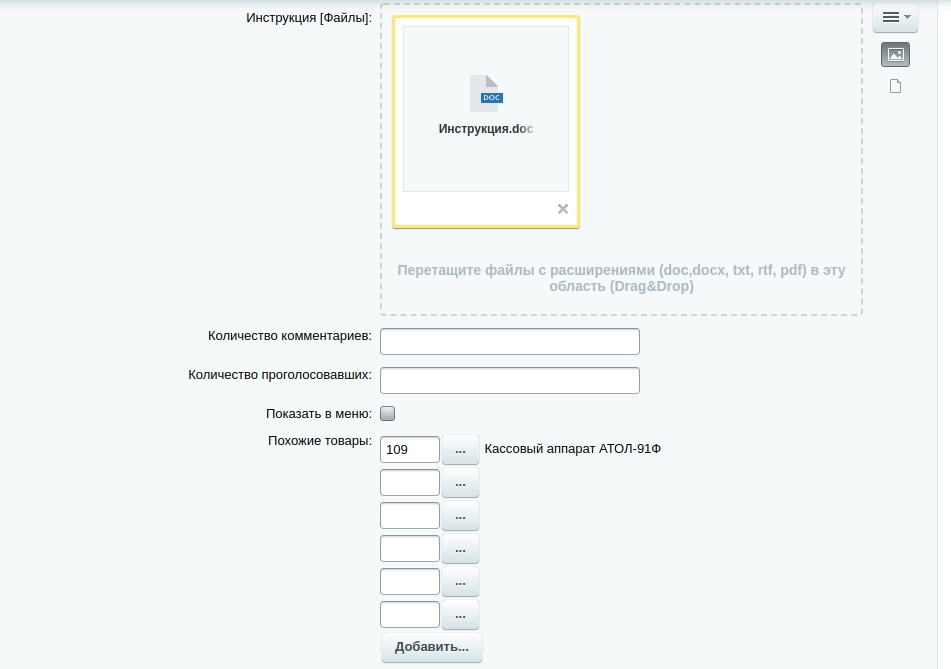 Инструкция [Файлы]:
DOC
Инструкция.doc
Перетащите файлы с расширениями (doc,docx, txt, rtf, pdf) в эту
область (Drag&Drop)
Количество комментариев:
Количество проголосовавших:
Показать в меню:
Похожие товары:
109 ... Кассовый аппарат АТОЛ-91Ф
...
...
...
...
...
Добавить...